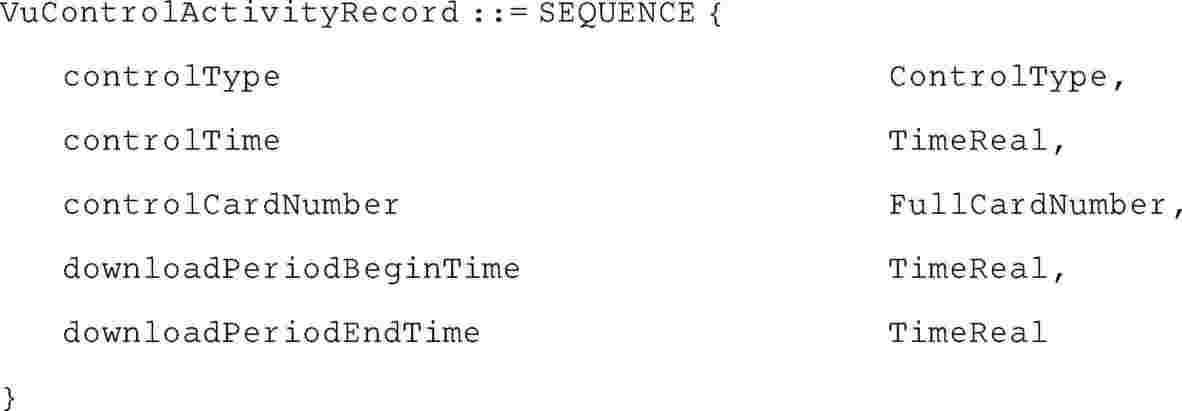 VuControlActivityRecord ::= SEQUENCE {
controlType ControlType,
controlTime TimeReal,
controlCardNumber FullCardNumber,
downloadPeriodBeginTime TimeReal,
downloadPeriodEndTime TimeReal
}